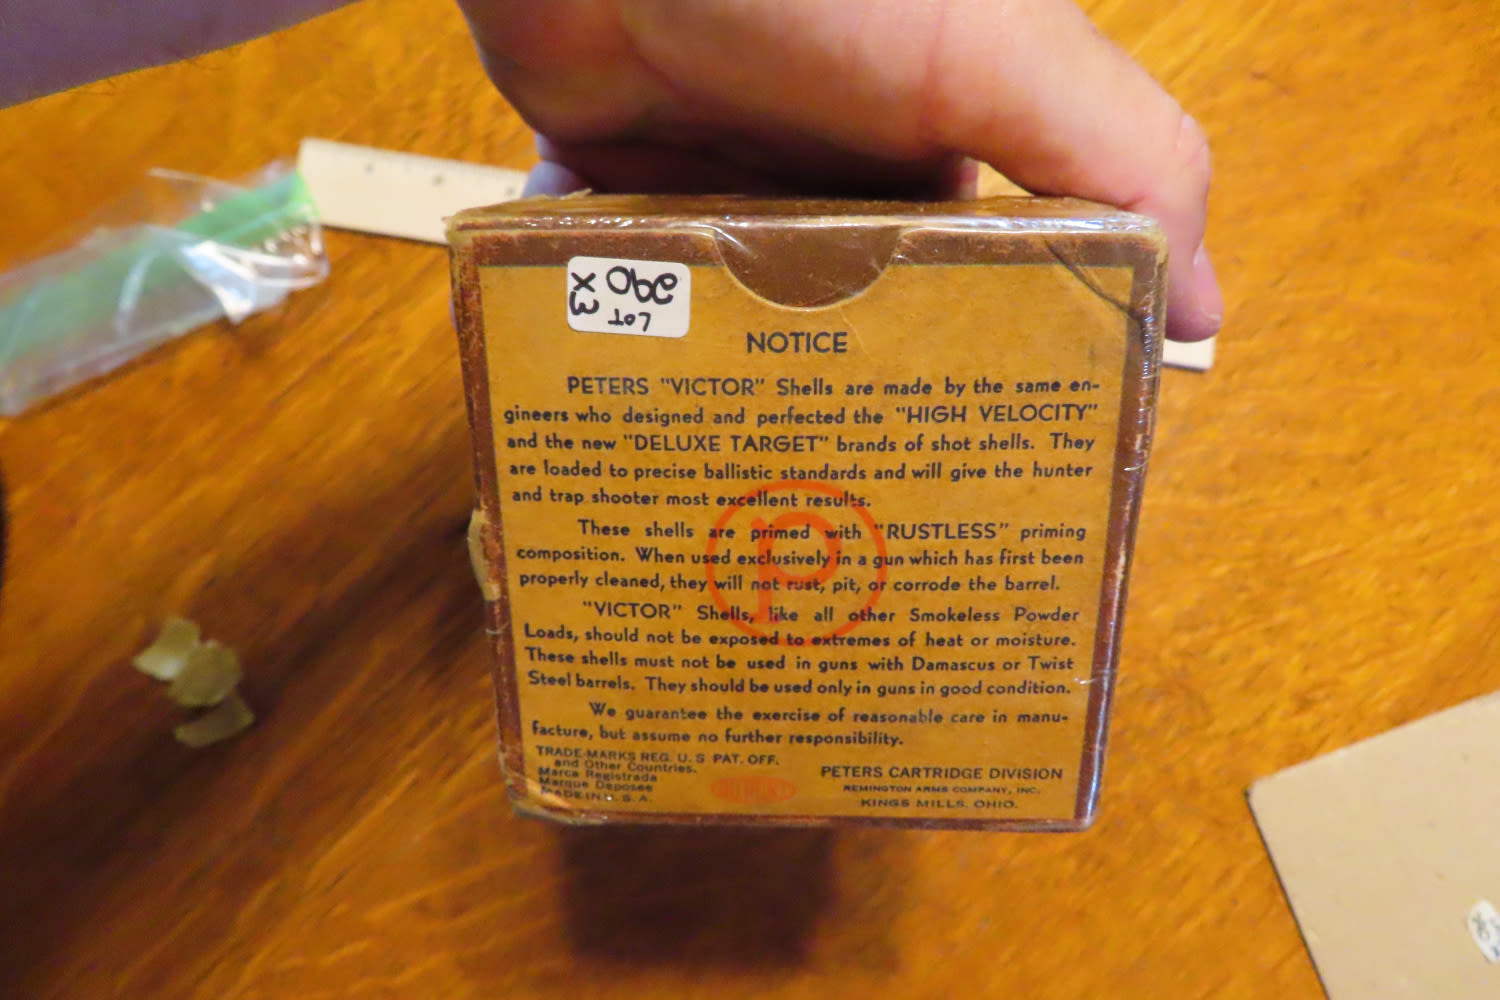 290
X3
LOT
NOTICE
PETERS "VICTOR" Shells are made by the same en-
gineers who designed and perfected the "HIGH VELOCITY"
and the new "DELUXE TARGET" brands of shot shells. They
are loaded to precise ballistic standards and will give the hunter
and trap shooter most excellent results.
These shells are primed with "RUSTLESS" priming
composition. When used exclusively in a gun which has first been
properly cleaned, they will not rust, pit, or corrode the barrel.
"VICTOR" Shells, like all other Smokeless Powder
Loads, should not be exposed to extremes of heat or moisture.
These shells must not be used in guns with Damascus or Twist
Steel barrels. They should be used only in guns in good condition.
We guarantee the exercise of reasonable care in manu-
facture, but assume no further responsibility.
TRADE-MARKS REG. U. S PAT. OFF.
and Other Countries.
Marca Registrada
Marque Deposee
MADE IN U. S. A.
P
DU PONT
PETERS CARTRIDGE DIVISION
REMINGTON ARMS COMPANY, INC.
KINGS MILLS, OHIO.